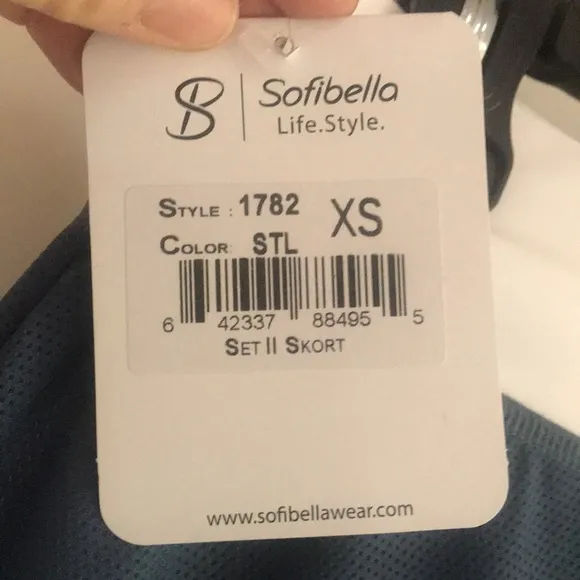 Sofibella
Life.Style.
STYLE : 1782 XS
COLOR: STL
6 42337 88495 5
SET II SKORT
www.sofibellawear.com